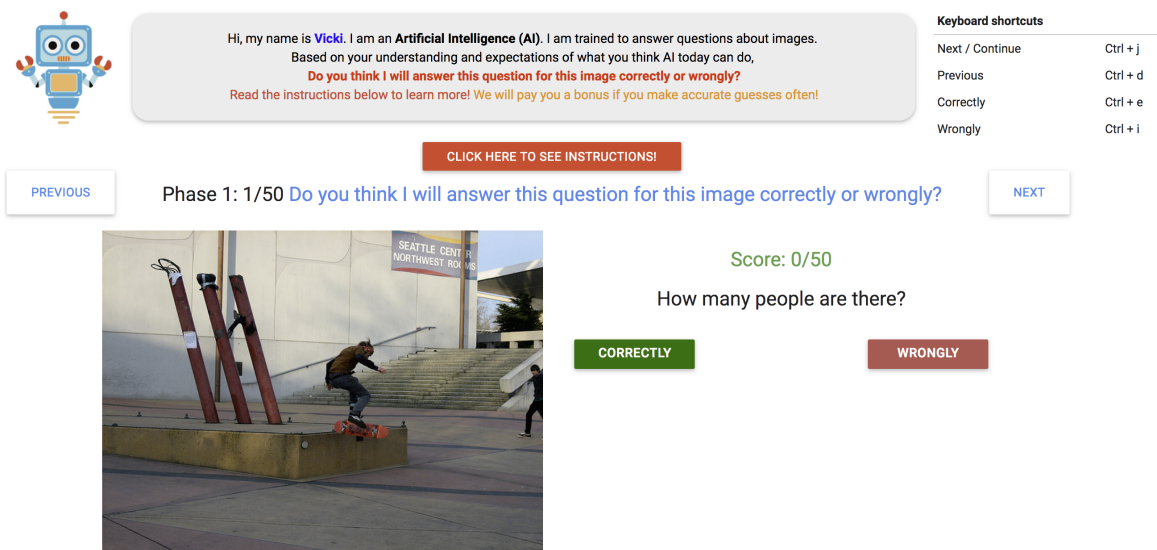 Hi, my name is Vicki. I am an Artificial Intelligence (AI). I am trained to answer questions about images.
Based on your understanding and expectations of what you think AI today can do,
Do you think I will answer this question for this image correctly or wrongly?
Read the instructions below to learn more! We will pay you a bonus if you make accurate guesses often!
Keyboard shortcuts
Next / Continue Ctrl + j
Previous Ctrl + d
Correctly Ctrl + e
Wrongly Ctrl + i
CLICK HERE TO SEE INSTRUCTIONS!
PREVIOUS
Phase 1: 1/50 Do you think I will answer this question for this image correctly or wrongly?
NEXT
SEATTLE CENTER
NORTHWEST ROOMS
Score: 0/50
How many people are there?
CORRECTLY
WRONGLY